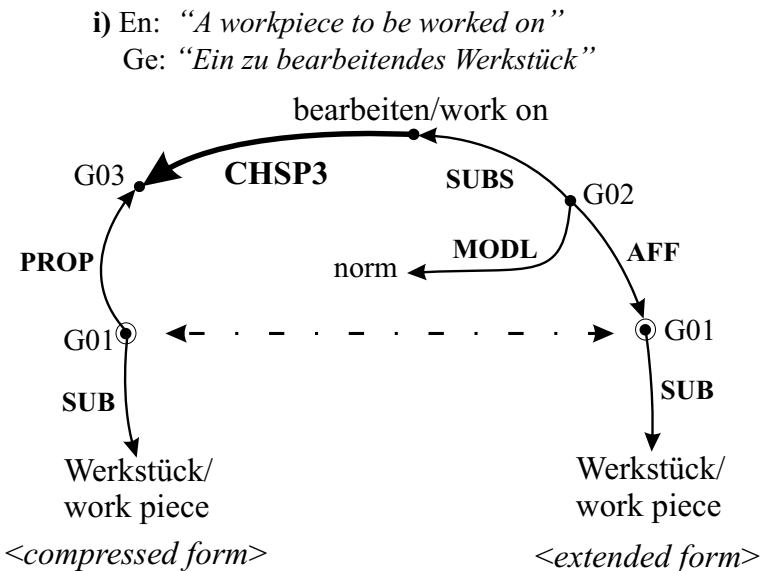 i) En: “A workpiece to be worked on”
Ge: “Ein zu bearbeitendes Werkstück”
bearbeiten/work on
G03
CHSP3
SUBS
G02
PROP
norm
MODL
AFF
G01
G01
SUB
SUB
Werkstück/
work piece
Werkstück/
work piece
<compressed form>
<extended form>